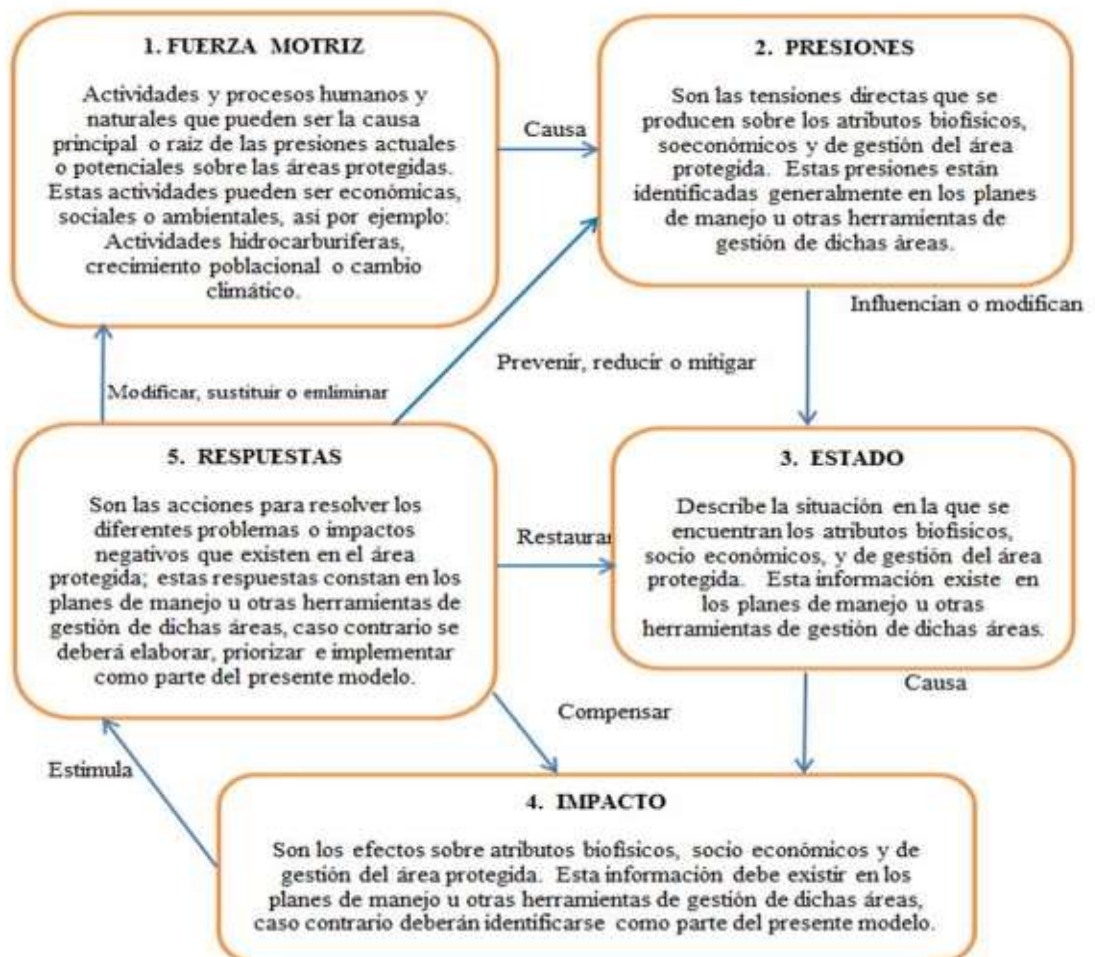 1. FUERZA MOTRIZ
Actividades y procesos humanos y
naturales que pueden ser la causa
principal o raíz de las presiones actuales
o potenciales sobre las áreas protegidas.
Estas actividades pueden ser económicas,
sociales o ambientales, así por ejemplo:
Actividades hidrocarburíferas,
crecimiento poblacional o cambio
climático.
Causa
2. PRESIONES
Son las tensiones directas que se
producen sobre los atributos biofísicos,
soeconómicos y de gestión del área
protegida. Estas presiones están
identificadas generalmente en los planes
de manejo u otras herramientas de
gestión de dichas áreas.
Influencian o modifican
Prevenir, reducir o mitigar
Modificar, sustituir o emliminar
5. RESPUESTAS
Son las acciones para resolver los
diferentes problemas o impactos
negativos que existen en el área
protegida; estas respuestas constan en los
planes de manejo u otras herramientas de
gestión de dichas áreas, caso contrario se
deberá elaborar, priorizar e implementar
como parte del presente modelo.
Restaurar
3. ESTADO
Describe la situación en la que se
encuentran los atributos biofísicos,
socio económicos, y de gestión del área
protegida. Esta información existe en
los planes de manejo u otras
herramientas de gestión de dichas áreas.
Causa
Compensar
Estimula
4. IMPACTO
Son los efectos sobre atributos biofísicos, socio económicos y de
gestión del área protegida. Esta información debe existir en los
planes de manejo u otras herramientas de gestión de dichas áreas,
caso contrario deberán identificarse como parte del presente modelo.